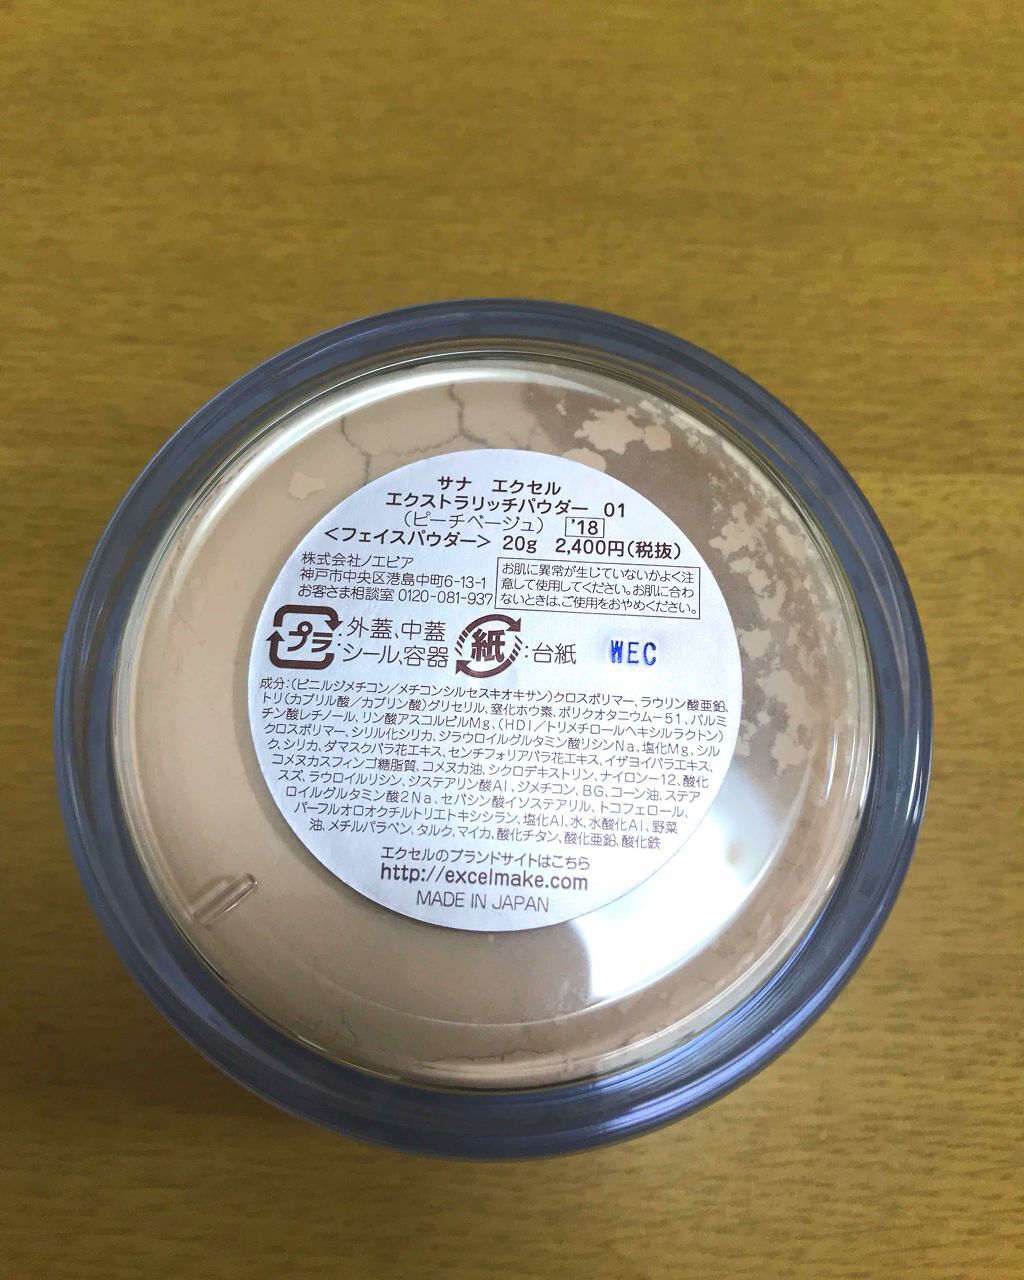 サナ エクセル
エクストラリッチパウダー 01
(ピーチベージュ) '18
<フェイスパウダー> 20g 2,400円(税抜)
株式会社ノエビア
神戸市中央区港島中町6-13-1
お客さま相談室 0120-081-937
お肌に異常が生じていないかよく注
意して使用してください。お肌に合わ
ないときは、ご使用をおやめください。
プラ:外蓋、中蓋
シール、容器
紙:台紙
WEC
成分:(ビニルジメチコン/メチコンシルセスキオキサン)クロスポリマー、ラウリン酸亜鉛、
トリ(カプリル酸/カプリン酸)グリセリル、窒化ホウ素、ポリクオタニウム-51、パルミ
チン酸レチノール、リン酸アスコルビルMg、(HDI/トリメチロールヘキシルラクトン)
クロスポリマー、シリル化シリカ、ジラウロイルグルタミン酸リシンNa、塩化Mg、シル
ク、シリカ、ダマスクバラ花エキス、センチフォリアバラ花エキス、イザヨイバラエキス、
コメヌカスフィンゴ糖脂質、コメヌカ油、シクロデキストリン、ナイロン-12、酸化
スズ、ラウロイルリシン、ジステアリン酸Al、ジメチコン、BG、コーン油、ステア
ロイルグルタミン酸2Na、セバシン酸イソステアリル、トコフェロール、
パーフルオロオクチルトリエトキシシラン、塩化Al、水、水酸化Al、野菜
油、メチルパラベン、タルク、マイカ、酸化チタン、酸化亜鉛、酸化鉄
エクセルのブランドサイトはこちら
http://excelmake.com
MADE IN JAPAN